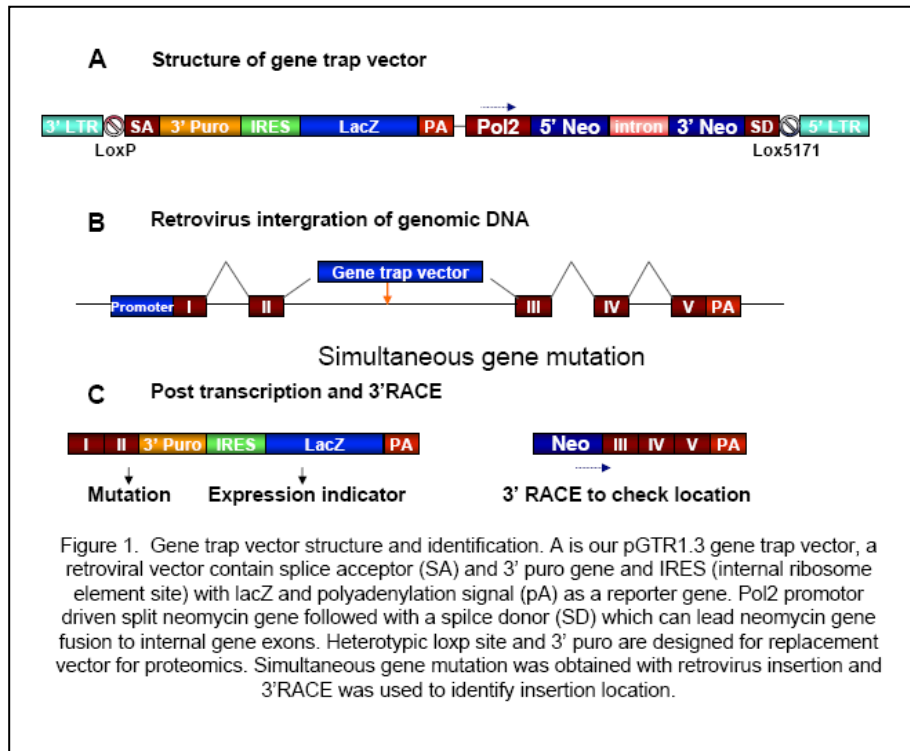 A Structure of gene trap vector
3' LTR SA 3' Puro IRES LacZ PA Pol2 5' Neo intron 3' Neo SD 5' LTR
LoxP Lox5171
B Retrovirus intergration of genomic DNA
Gene trap vector
Promoter I II III IV V PA
Simultaneous gene mutation
C Post transcription and 3'RACE
I II 3' Puro IRES LacZ PA Neo III IV V PA
Mutation Expression indicator 3' RACE to check location
Figure 1. Gene trap vector structure and identification. A is our pGTR1.3 gene trap vector, a
retroviral vector contain splice acceptor (SA) and 3' puro gene and IRES (internal ribosome
element site) with lacZ and polyadenylation signal (pA) as a reporter gene. Pol2 promotor
driven split neomycin gene followed with a spilce donor (SD) which can lead neomycin gene
fusion to internal gene exons. Heterotypic loxp site and 3' puro are designed for replacement
vector for proteomics. Simultaneous gene mutation was obtained with retrovirus insertion and
3'RACE was used to identify insertion location.